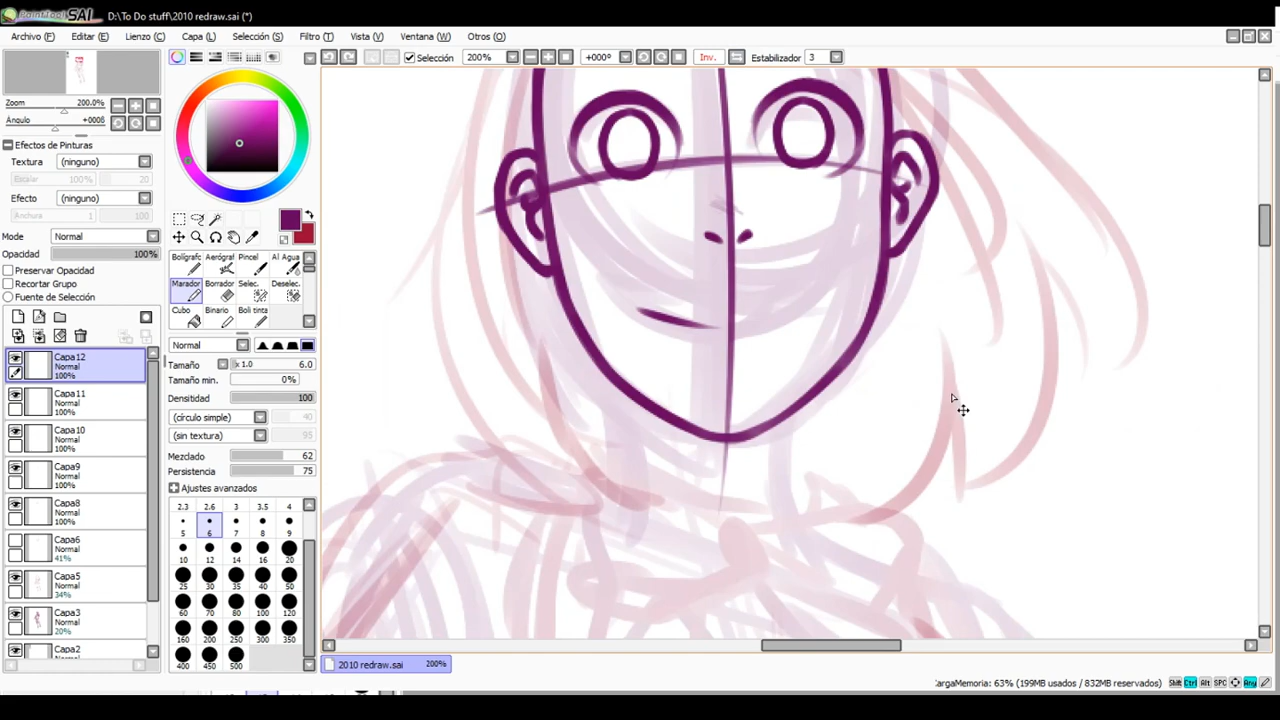 PaintTool SAI D:\To Do stuff\2010 redraw.sai (*)
Archivo (F) Editar (E) Lienzo (C) Capa (L) Selección (S) Filtro (T) Vista (V) Ventana (W) Otros (O)
Selección 200% +000° Inv. Estabilizador 3
Zoom 200.0%
Ángulo +000ß
Efectos de Pinturas
Textura (ninguno)
Escalar 100% 20
Efecto (ninguno)
Anchura 1 100
Mode Normal
Opacidad 100%
Preservar Opacidad
Recortar Grupo
Fuente de Selección
Capa12
Normal
100%
Capa11
Normal
100%
Capa10
Normal
100%
Capa9
Normal
100%
Capa8
Normal
100%
Capa6
Normal
41%
Capa5
Normal
34%
Capa3
Normal
20%
Capa2
Normal
Bolígrafo Aerógraf Pincel Al Agua
Marador Borrador Selec. Deselec.
Cubo Binario Boli tinta
Normal
Tamaño x 1.0 6.0
Tamaño min. 0%
Densitidad 100
(círculo simple) 40
(sin textura) 95
Mezclado 62
Persistencia 75
Ajustes avanzados
2.3 2.6 3 3.5 4
5 6 7 8 9
10 12 14 16 20
25 30 35 40 50
60 70 80 100 120
160 200 250 300 350
400 450 500
2010 redraw.sai 200%
CargaMemoria: 63% (199MB usados / 832MB reservados) Shift Ctrl Alt SPC Any